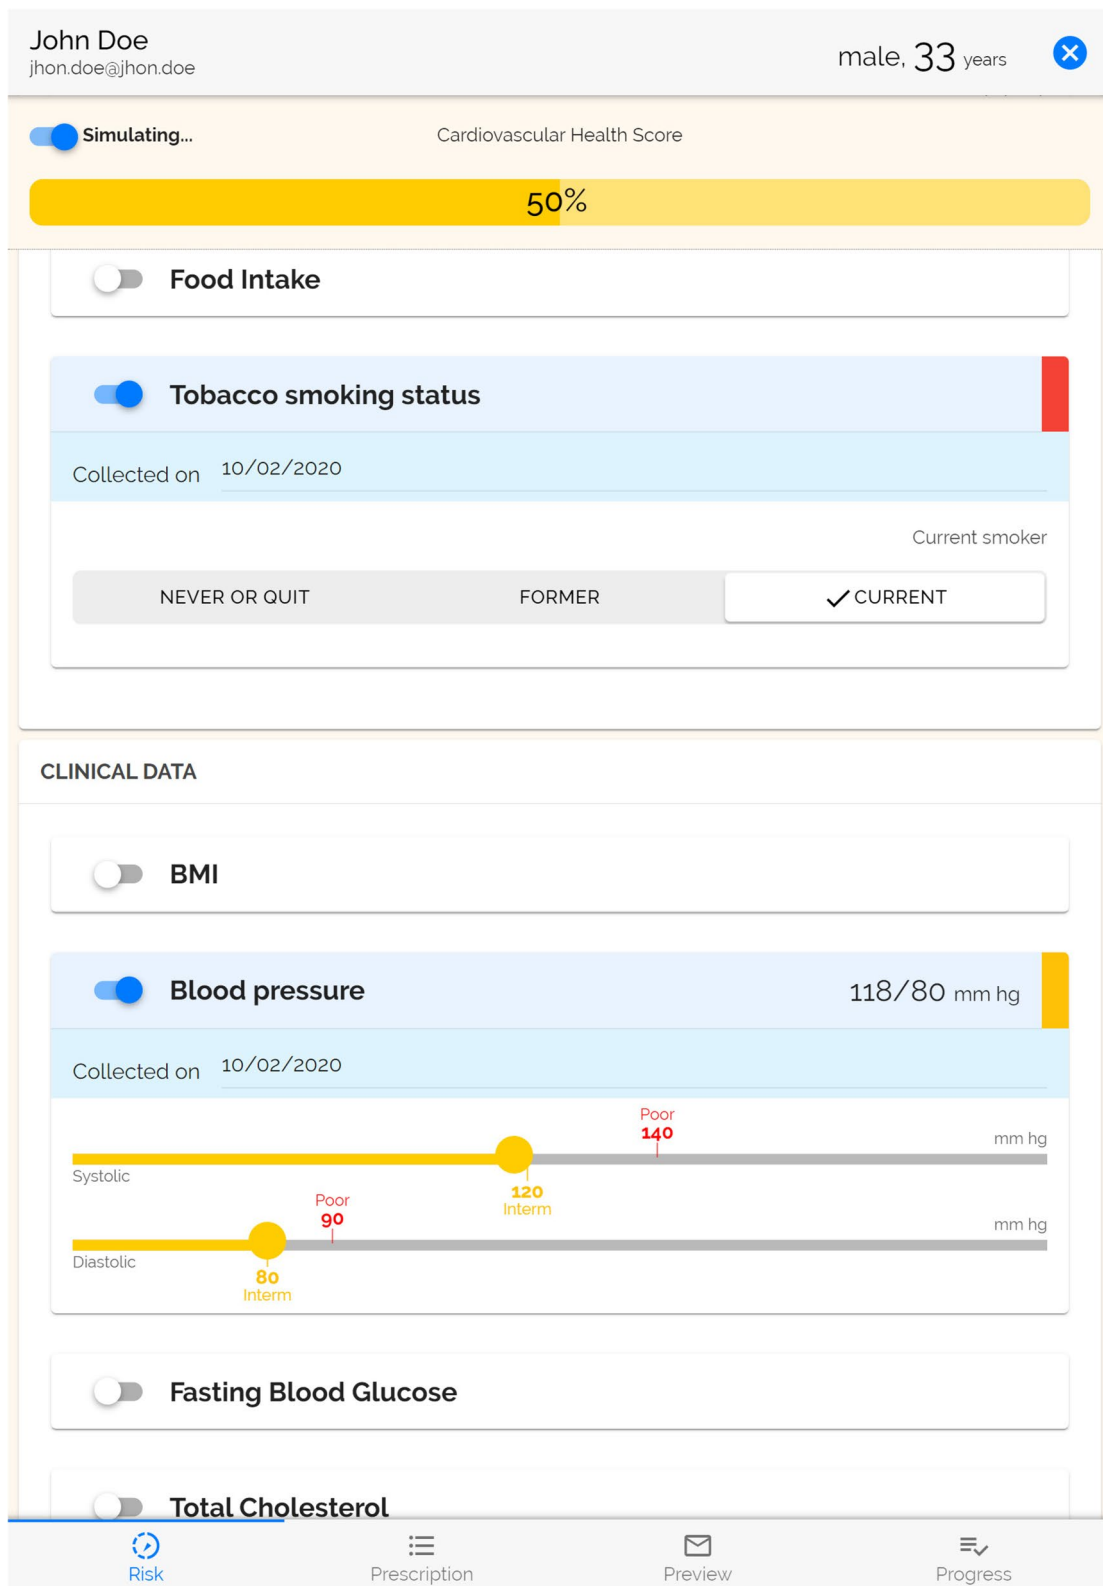 John Doe
jhon.doe@jhon.doe
male, 33 years
Simulating...
Cardiovascular Health Score
50%
Food Intake
Tobacco smoking status
Collected on 10/02/2020
Current smoker
NEVER OR QUIT FORMER CURRENT
CLINICAL DATA
BMI
Blood pressure 118/80 mm hg
Collected on 10/02/2020
Poor
140
mm hg
Systolic
120
Interm
Poor
90
mm hg
Diastolic
80
Interm
Fasting Blood Glucose
Total Cholesterol
Risk Prescription Preview Progress